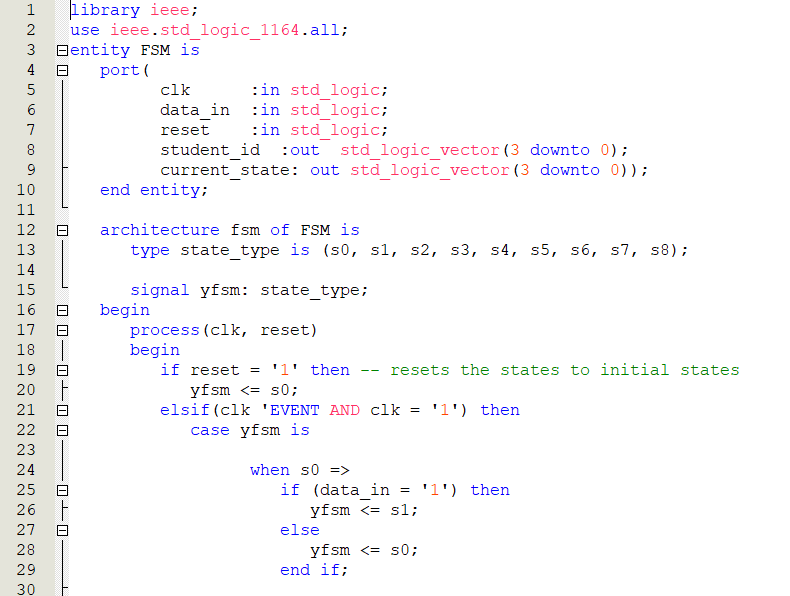 1 library ieee;
2 use ieee.std_logic_1164.all;
3 entity FSM is
4 port(
5 clk :in std_logic;
6 data_in :in std_logic;
7 reset :in std_logic;
8 student_id :out std_logic_vector(3 downto 0);
9 current_state: out std_logic_vector(3 downto 0));
10 end entity;
11
12 architecture fsm of FSM is
13 type state_type is (s0, s1, s2, s3, s4, s5, s6, s7, s8);
14
15 signal yfsm: state_type;
16 begin
17 process(clk, reset)
18 begin
19 if reset = '1' then -- resets the states to initial states
20 yfsm <= s0;
21 elsif(clk 'EVENT AND clk = '1') then
22 case yfsm is
23
24 when s0 =>
25 if (data_in = '1') then
26 yfsm <= s1;
27 else
28 yfsm <= s0;
29 end if;
30